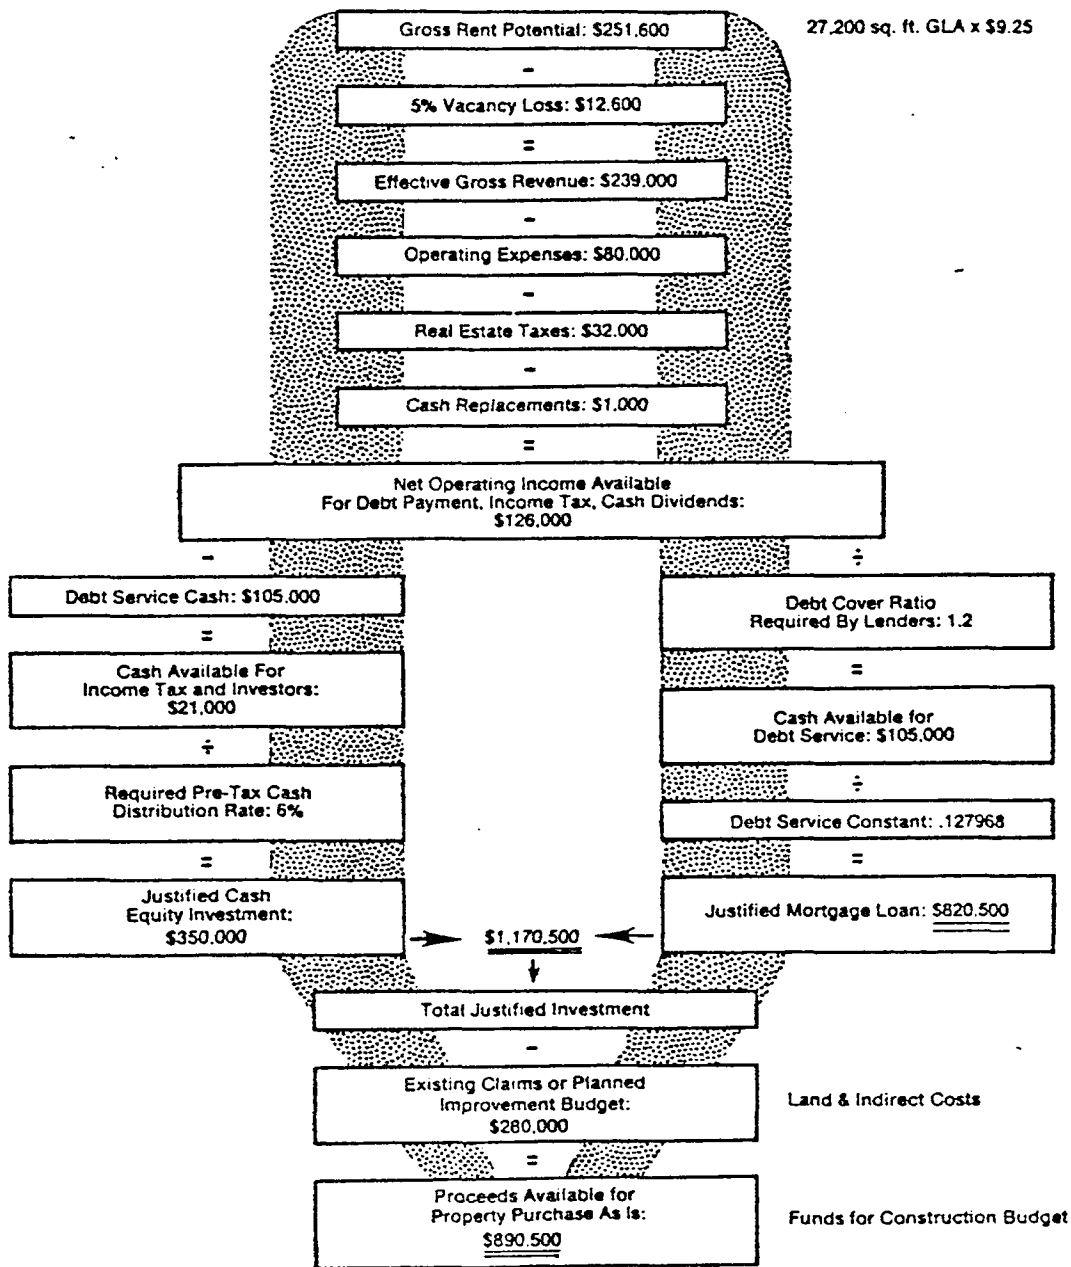 Gross Rent Potential: $251,600
27,200 sq. ft. GLA x $9.25
-
5% Vacancy Loss: $12,600
=
Effective Gross Revenue: $239,000
-
Operating Expenses: $80,000
-
Real Estate Taxes: $32,000
-
Cash Replacements: $1,000
=
Net Operating Income Available
For Debt Payment, Income Tax, Cash Dividends:
$126,000
-
Debt Service Cash: $105,000
=
Cash Available For
Income Tax and Investors:
$21,000
÷
Required Pre-Tax Cash
Distribution Rate: 6%
=
Justified Cash
Equity Investment:
$350,000
÷
Debt Cover Ratio
Required By Lenders: 1.2
=
Cash Available for
Debt Service: $105,000
÷
Debt Service Constant: .127968
=
Justified Mortgage Loan: $820,500
$1,170,500
Total Justified Investment
-
Existing Claims or Planned
Improvement Budget:
$280,000
Land & Indirect Costs
=
Proceeds Available for
Property Purchase As Is:
$890,500
Funds for Construction Budget